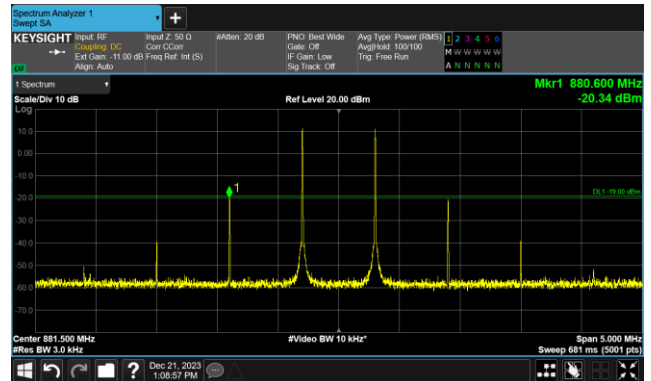 Spectrum Analyzer 1
Swept SA
+
KEYSIGHT
Input: RF
Coupling: DC
Ext Gain: -11.00 dB
Align: Auto
Input Z: 50 Ω
Corr CCorr
Freq Ref: Int (S)
#Atten: 20 dB
PNO: Best Wide
Gate: Off
IF Gain: Low
Sig Track: Off
Avg Type: Power (RMS)
Avg|Hold: 100/100
Trig: Free Run
1 2 3 4 5 6
M W W W W W
A N N N N N
1 Spectrum
Scale/Div 10 dB
Ref Level 20.00 dBm
Mkr1 880.600 MHz
-20.34 dBm
Log
10.0
0.00
-10.0
-20.0
-30.0
-40.0
-50.0
-60.0
-70.0
1
DL1 -19.00 dBm
Center 881.500 MHz
#Res BW 3.0 kHz
#Video BW 10 kHz*
Span 5.000 MHz
Sweep 681 ms (5001 pts)
?
Dec 21, 2023
1:08:57 PM